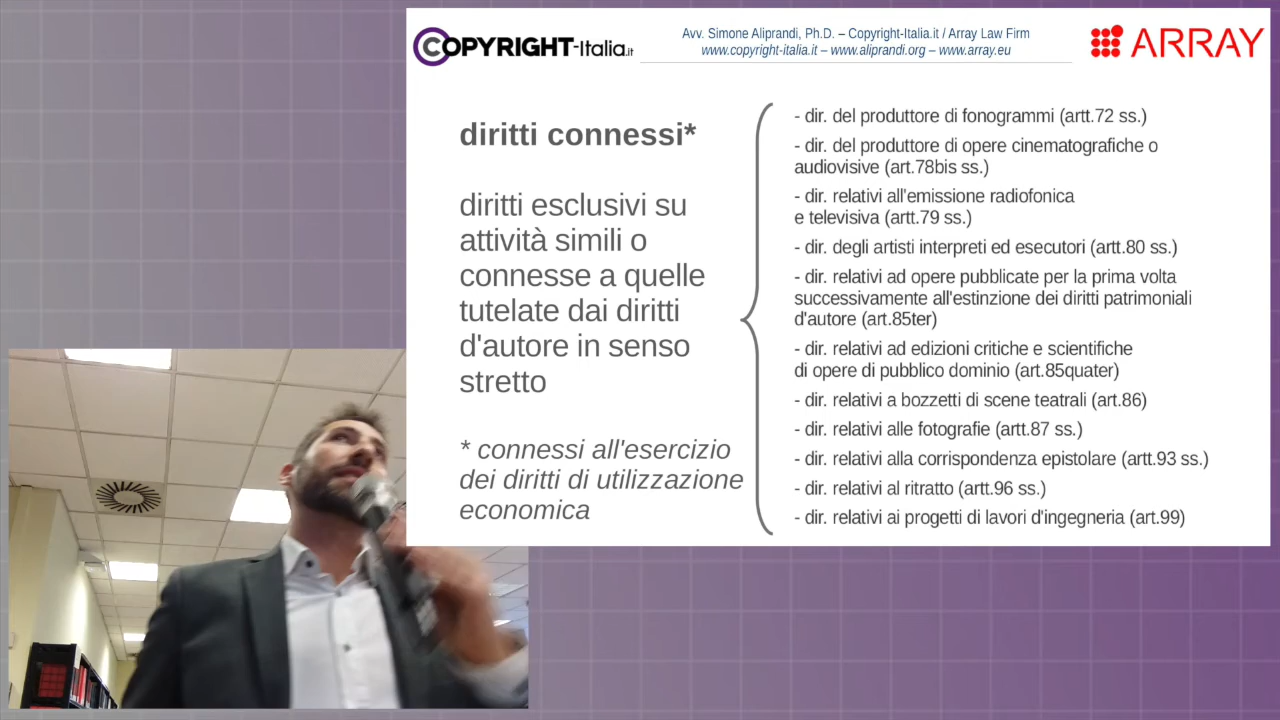 COPYRIGHT-Italia.it
Avv. Simone Aliprandi, Ph.D. – Copyright-Italia.it / Array Law Firm
www.copyright-italia.it – www.aliprandi.org – www.array.eu
ARRAY
diritti connessi*
diritti esclusivi su
attività simili o
connesse a quelle
tutelate dai diritti
d'autore in senso
stretto
* connessi all'esercizio
dei diritti di utilizzazione
economica
- dir. del produttore di fonogrammi (artt.72 ss.)
- dir. del produttore di opere cinematografiche o
audiovisive (art.78bis ss.)
- dir. relativi all'emissione radiofonica
e televisiva (artt.79 ss.)
- dir. degli artisti interpreti ed esecutori (artt.80 ss.)
- dir. relativi ad opere pubblicate per la prima volta
successivamente all'estinzione dei diritti patrimoniali
d'autore (art.85ter)
- dir. relativi ad edizioni critiche e scientifiche
di opere di pubblico dominio (art.85quater)
- dir. relativi a bozzetti di scene teatrali (art.86)
- dir. relativi alle fotografie (artt.87 ss.)
- dir. relativi alla corrispondenza epistolare (artt.93 ss.)
- dir. relativi al ritratto (artt.96 ss.)
- dir. relativi ai progetti di lavori d'ingegneria (art.99)